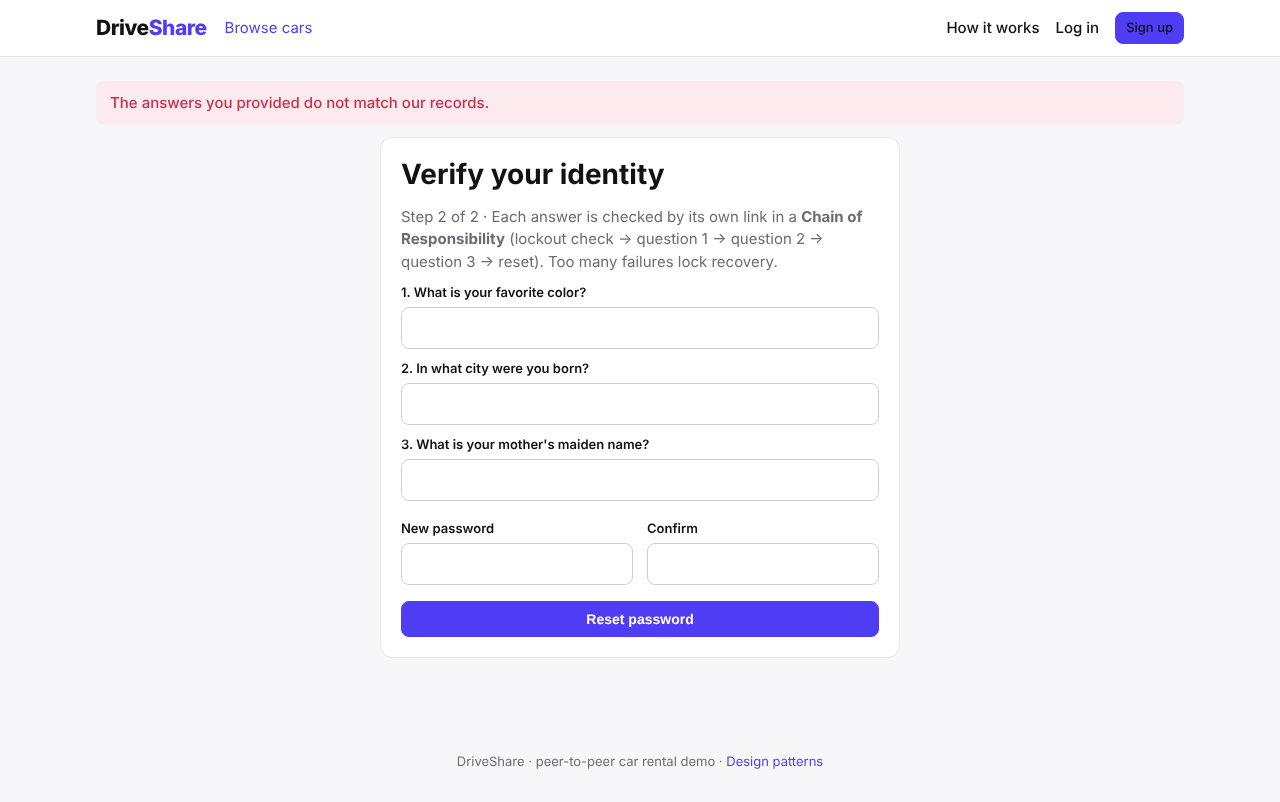 DriveShare Browse cars How it works Log in Sign up
The answers you provided do not match our records.
Verify your identity
Step 2 of 2 · Each answer is checked by its own link in a Chain of
Responsibility (lockout check → question 1 → question 2 →
question 3 → reset). Too many failures lock recovery.
1. What is your favorite color?
2. In what city were you born?
3. What is your mother's maiden name?
New password Confirm
Reset password
DriveShare · peer-to-peer car rental demo · Design patterns